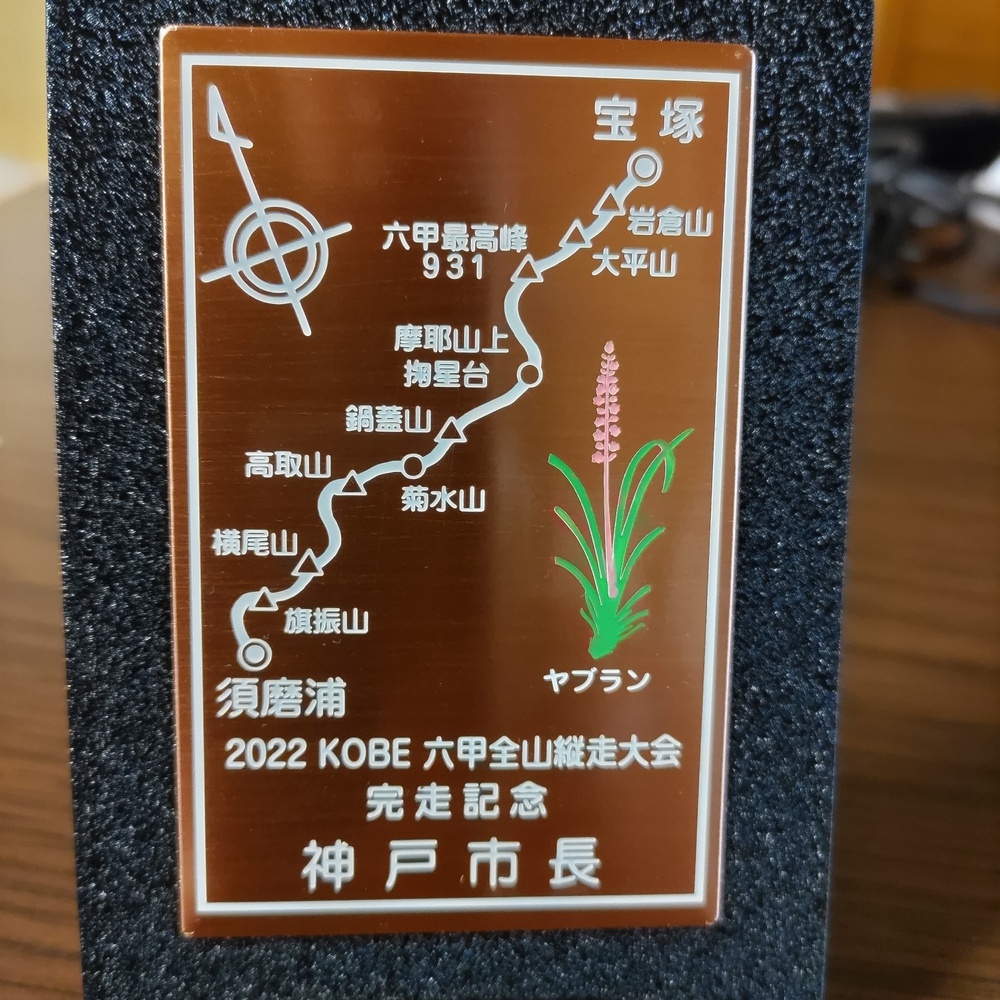 宝塚
岩倉山
大平山
六甲最高峰
931
摩耶山上
掬星台
鍋蓋山
菊水山
高取山
横尾山
旗振山
須磨浦
ヤブラン
2022 KOBE 六甲全山縦走大会
完走記念
神戸市長